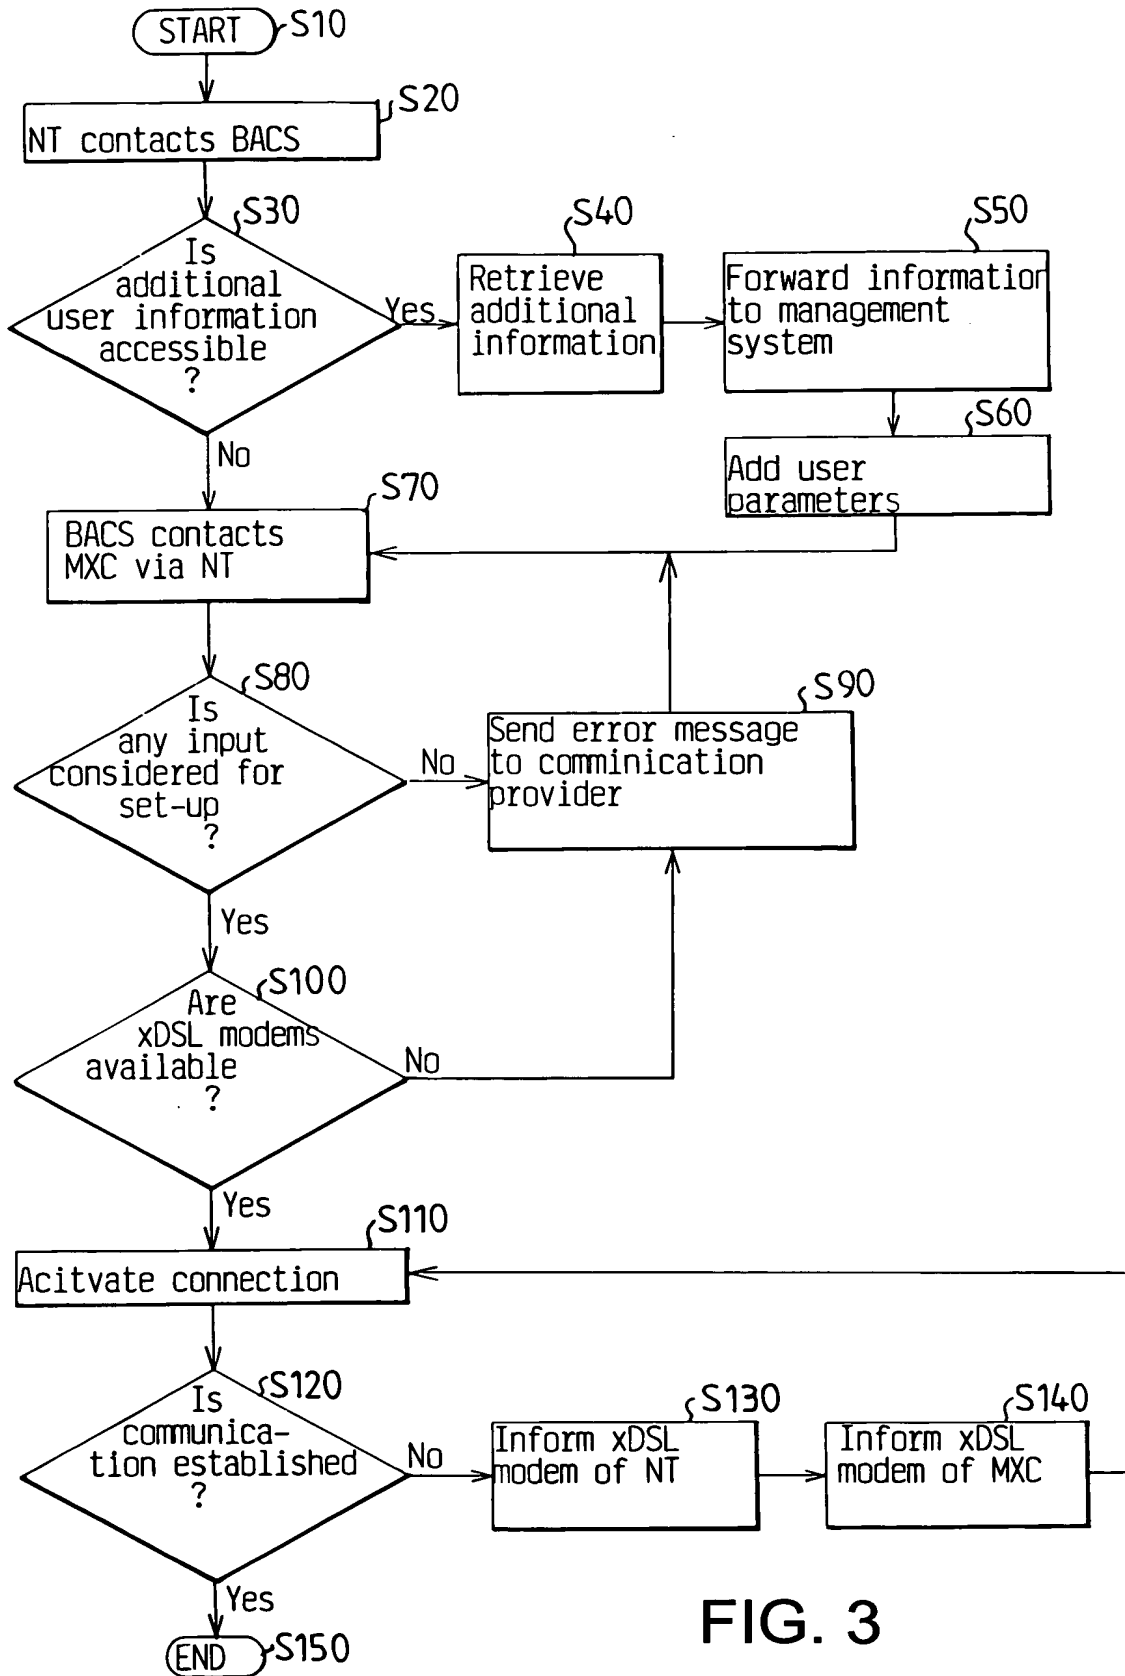 START
S10
S20
NT contacts BACS
S30
Is
additional
user information
accessible
?
Yes
No
S40
Retrieve
additional
information
S50
Forward information
to management
system
S60
Add user
parameters
S70
BACS contacts
MXC via NT
S80
Is
any input
considered for
set-up
?
No
Yes
S90
Send error message
to comminication
provider
S100
Are
xDSL modems
available
?
No
Yes
S110
Acitvate connection
S120
Is
communica-
tion established
?
No
Yes
S130
Inform xDSL
modem of NT
S140
Inform xDSL
modem of MXC
END
S150
FIG. 3